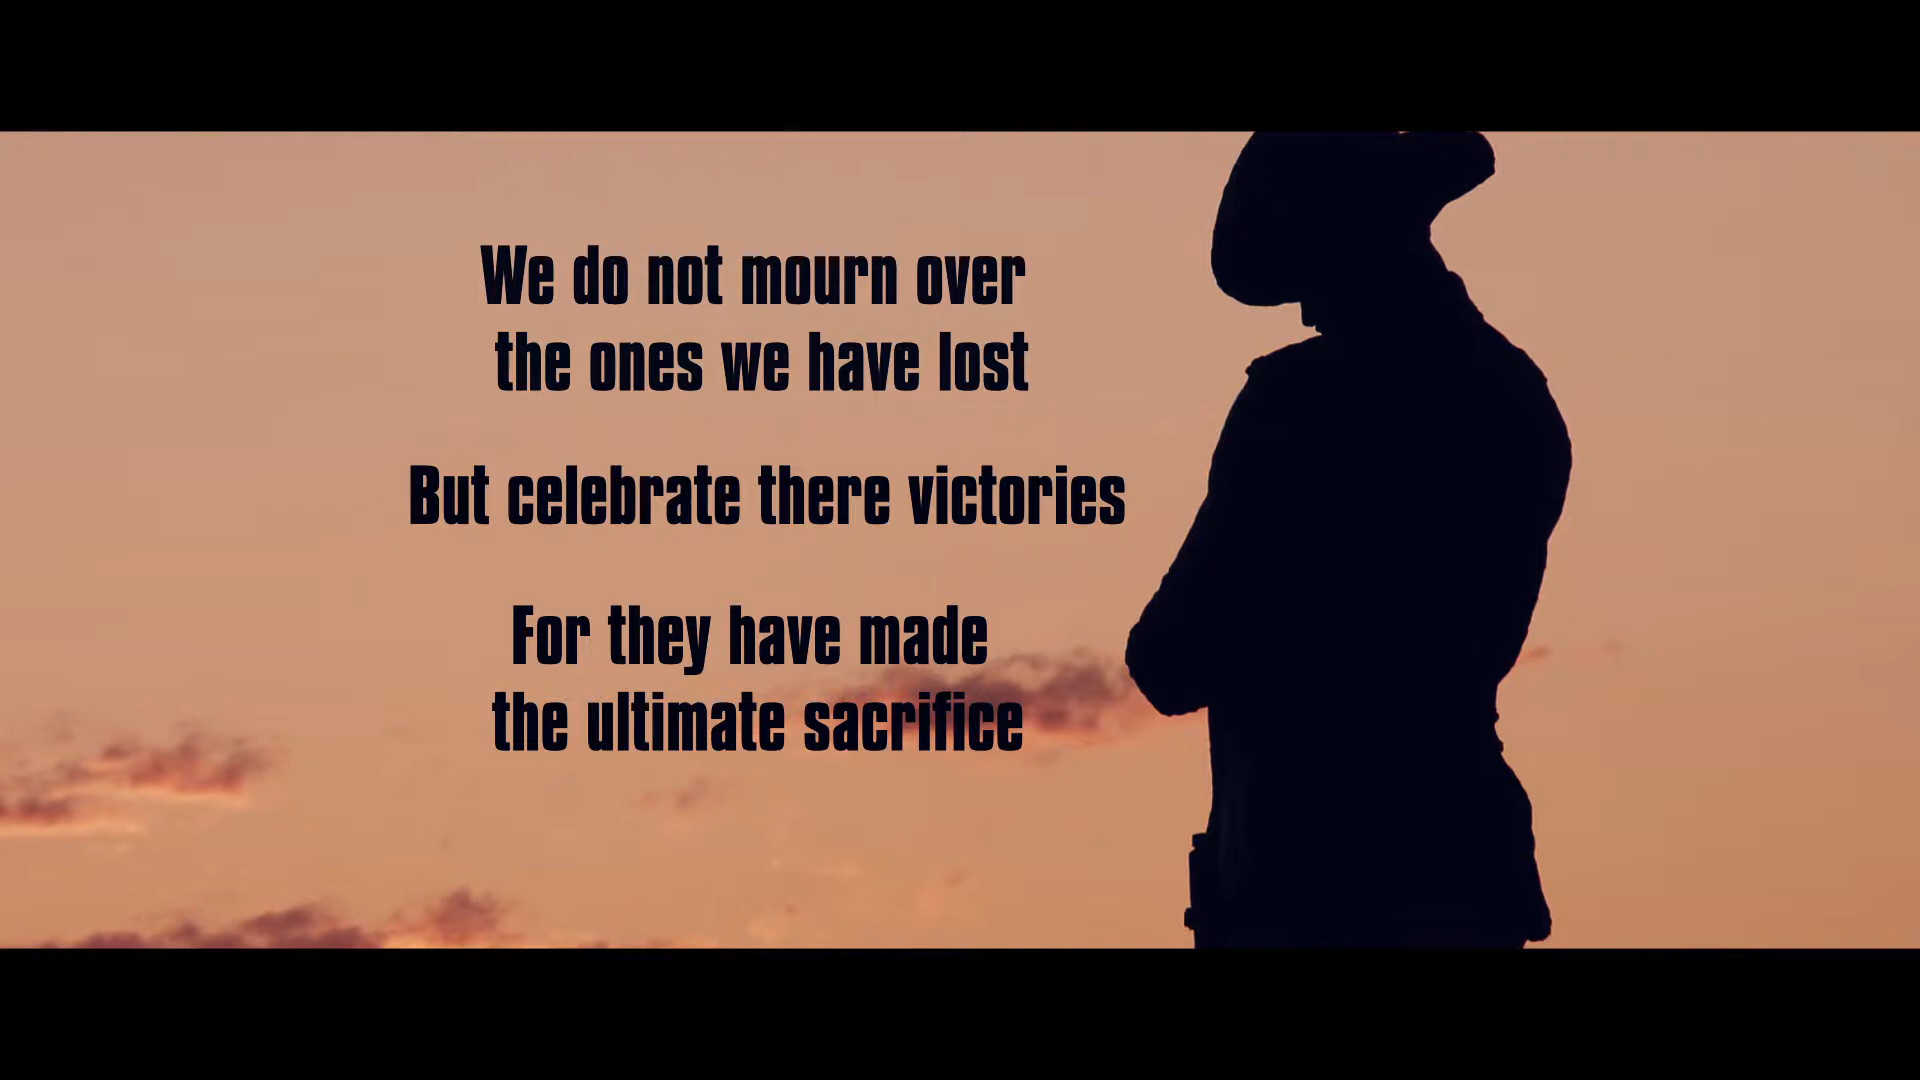 We do not mourn over
the ones we have lost
But celebrate there victories
For they have made
the ultimate sacrifice